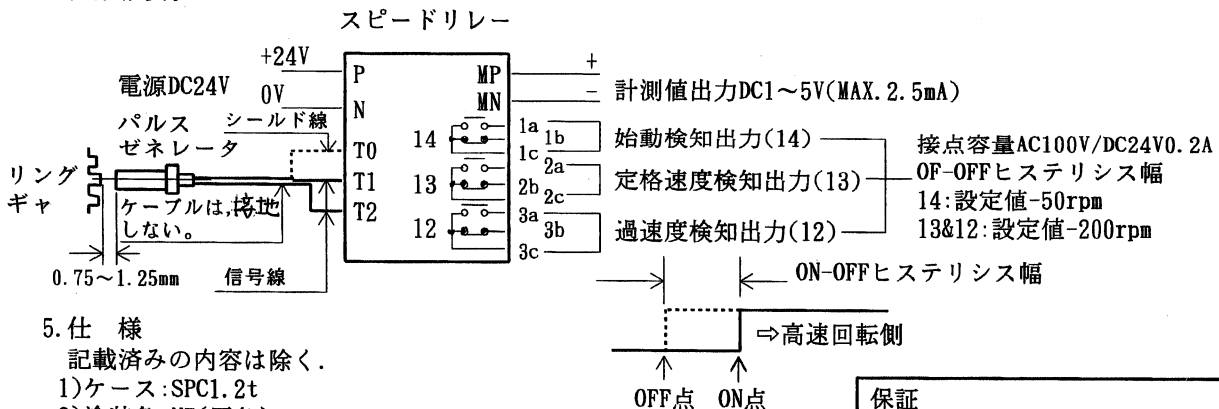 スピードリレー
+24V
電源DC24V
0V
P
N
T0
T1
T2
MP
MN
+
-
計測値出力DC1～5V(MAX.2.5mA)
シールド線
パルス
ゼネレータ
リング
ギャ
ケーブルは,接地
しない。
0.75～1.25mm
信号線
14
1a
1b
1c
始動検知出力(14)
13
2a
2b
2c
定格速度検知出力(13)
12
3a
3b
3c
過速度検知出力(12)
接点容量AC100V/DC24V0.2A
OF-OFFヒステリシス幅
14:設定値-50rpm
13&12:設定値-200rpm
ON-OFFヒステリシス幅
⇨高速回転側
OFF点 ON点
5.仕 様
記載済みの内容は除く.
1)ケース:SPC1.2t
保証